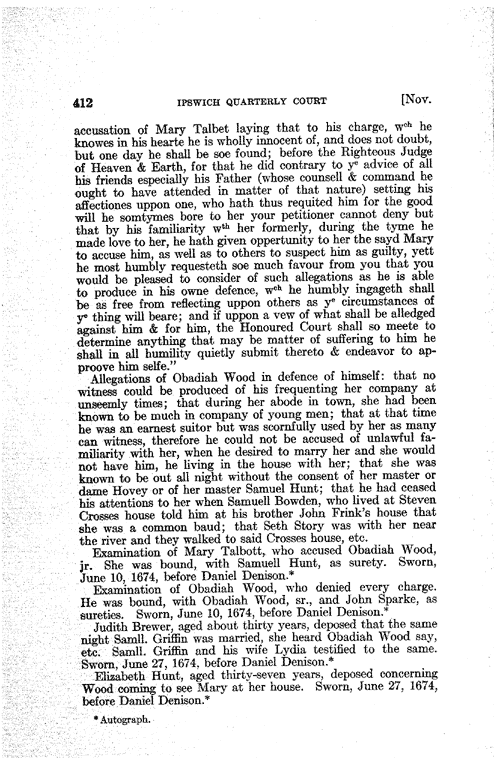 412 IPSWICH QUARTERLY COURT [Nov.
accusation of Mary Talbet laying that to his charge, wᶜʰ he
knowes in his hearte he is wholly innocent of, and does not doubt,
but one day he shall be soe found; before the Righteous Judge
of Heaven & Earth, for that he did contrary to yᵉ advice of all
his friends especially his Father (whose counsell & command he
ought to have attended in matter of that nature) setting his
affectiones uppon one, who hath thus requited him for the good
will he somtymes bore to her your petitioner cannot deny but
that by his familiarity wᵗʰ her formerly, during the tyme he
made love to her, he hath given oppertunity to her the sayd Mary
to accuse him, as well as to others to suspect him as guilty, yett
he most humbly requesteth soe much favour from you that you
would be pleased to consider of such allegations as he is able
to produce in his owne defence, wᶜʰ he humbly ingageth shall
be as free from reflecting uppon others as yᵉ circumstances of
yᵉ thing will beare; and if uppon a vew of what shall be alledged
against him & for him, the Honoured Court shall so meete to
determine anything that may be matter of suffering to him he
shall in all humility quietly submit thereto & endeavor to ap-
proove him selfe."
Allegations of Obadiah Wood in defence of himself: that no
witness could be produced of his frequenting her company at
unseemly times; that during her abode in town, she had been
known to be much in company of young men; that at that time
he was an earnest suitor but was scornfully used by her as many
can witness, therefore he could not be accused of unlawful fa-
miliarity with her, when he desired to marry her and she would
not have him, he living in the house with her; that she was
known to be out all night without the consent of her master or
dame Hovey or of her master Samuel Hunt; that he had ceased
his attentions to her when Samuell Bowden, who lived at Steven
Crosses house told him at his brother John Frink's house that
she was a common baud; that Seth Story was with her near
the river and they walked to said Crosses house, etc.
Examination of Mary Talbott, who accused Obadiah Wood,
jr. She was bound, with Samuell Hunt, as surety. Sworn,
June 10, 1674, before Daniel Denison.*
Examination of Obadiah Wood, who denied every charge.
He was bound, with Obadiah Wood, sr., and John Sparke, as
sureties. Sworn, June 10, 1674, before Daniel Denison.*
Judith Brewer, aged about thirty years, deposed that the same
night Samll. Griffin was married, she heard Obadiah Wood say,
etc. Samll. Griffin and his wife Lydia testified to the same.
Sworn, June 27, 1674, before Daniel Denison.*
Elizabeth Hunt, aged thirty-seven years, deposed concerning
Wood coming to see Mary at her house. Sworn, June 27, 1674,
before Daniel Denison.*
* Autograph.